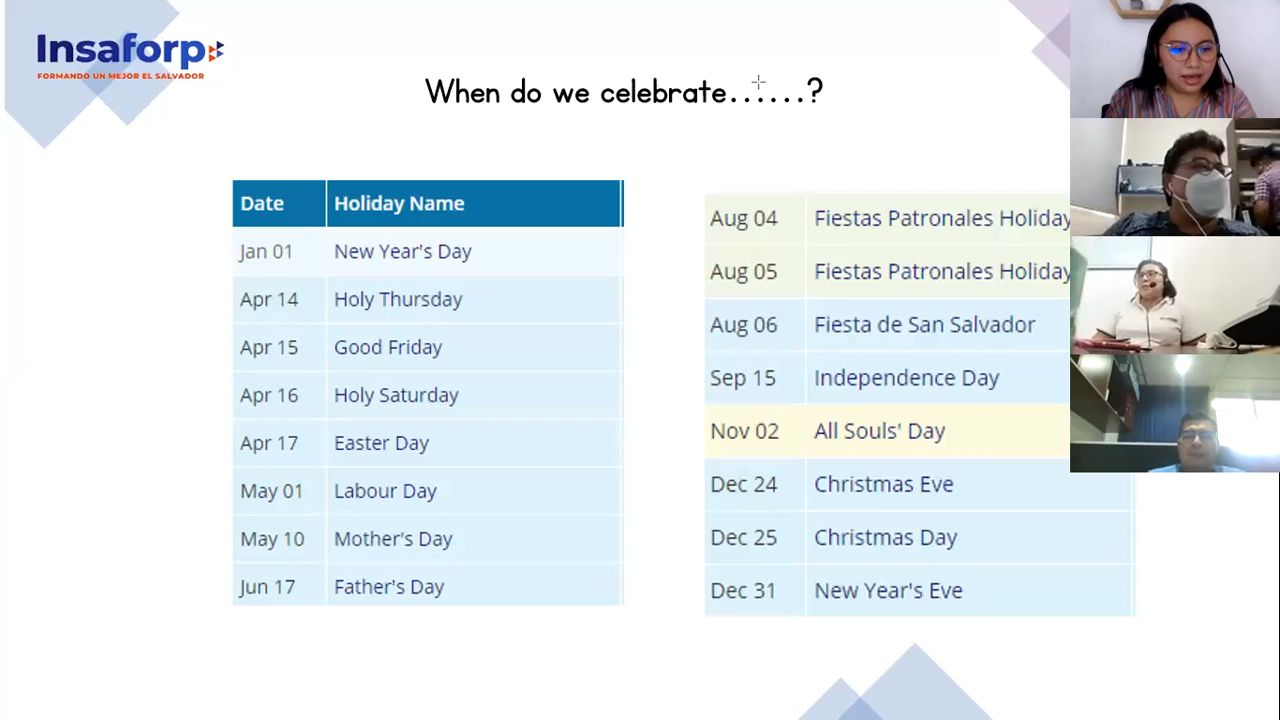 Insaforp
FORMANDO UN MEJOR EL SALVADOR
When do we celebrate......?
Date Holiday Name
Jan 01 New Year's Day
Apr 14 Holy Thursday
Apr 15 Good Friday
Apr 16 Holy Saturday
Apr 17 Easter Day
May 01 Labour Day
May 10 Mother's Day
Jun 17 Father's Day
Aug 04 Fiestas Patronales Holiday
Aug 05 Fiestas Patronales Holiday
Aug 06 Fiesta de San Salvador
Sep 15 Independence Day
Nov 02 All Souls' Day
Dec 24 Christmas Eve
Dec 25 Christmas Day
Dec 31 New Year's Eve